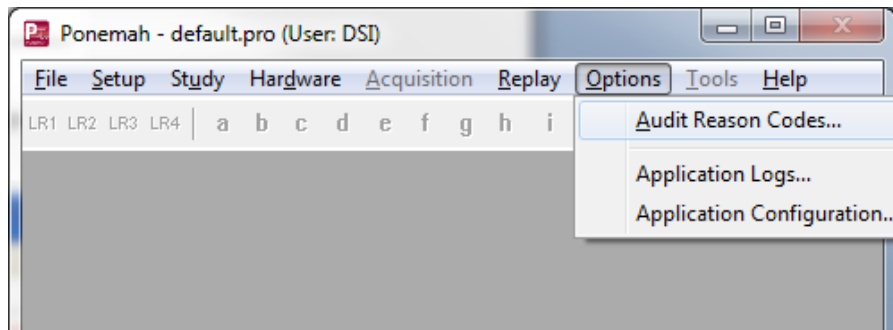 Ponemah - default.pro (User: DSI)
File Setup Study Hardware Acquisition Replay Options Tools Help
LR1 LR2 LR3 LR4 a b c d e f g h i
Audit Reason Codes...
Application Logs...
Application Configuration..